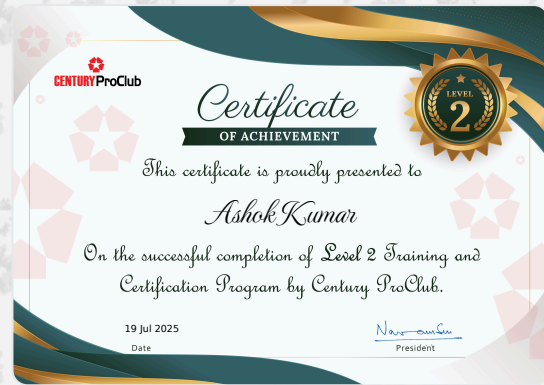 CENTURY ProClub
LEVEL
2
Certificate
OF ACHIEVEMENT
This certificate is proudly presented to
Ashok Kumar
On the successful completion of Level 2 Training and
Certification Program by Century ProClub.
19 Jul 2025
Date
President